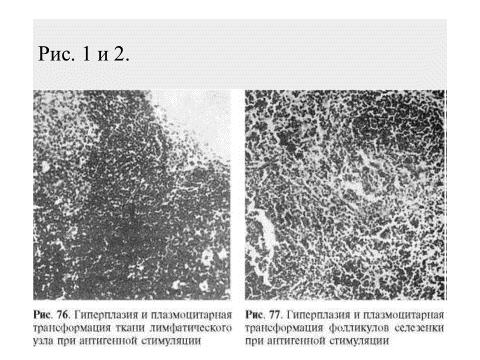 Рис. 1 и 2.
Рис. 76. Гиперплазия и плазмоцитарная
трансформация ткани лимфатического
узла при антигенной стимуляции
Рис. 77. Гиперплазия и плазмоцитарная
трансформация фолликулов селезенки
при антигенной стимуляции